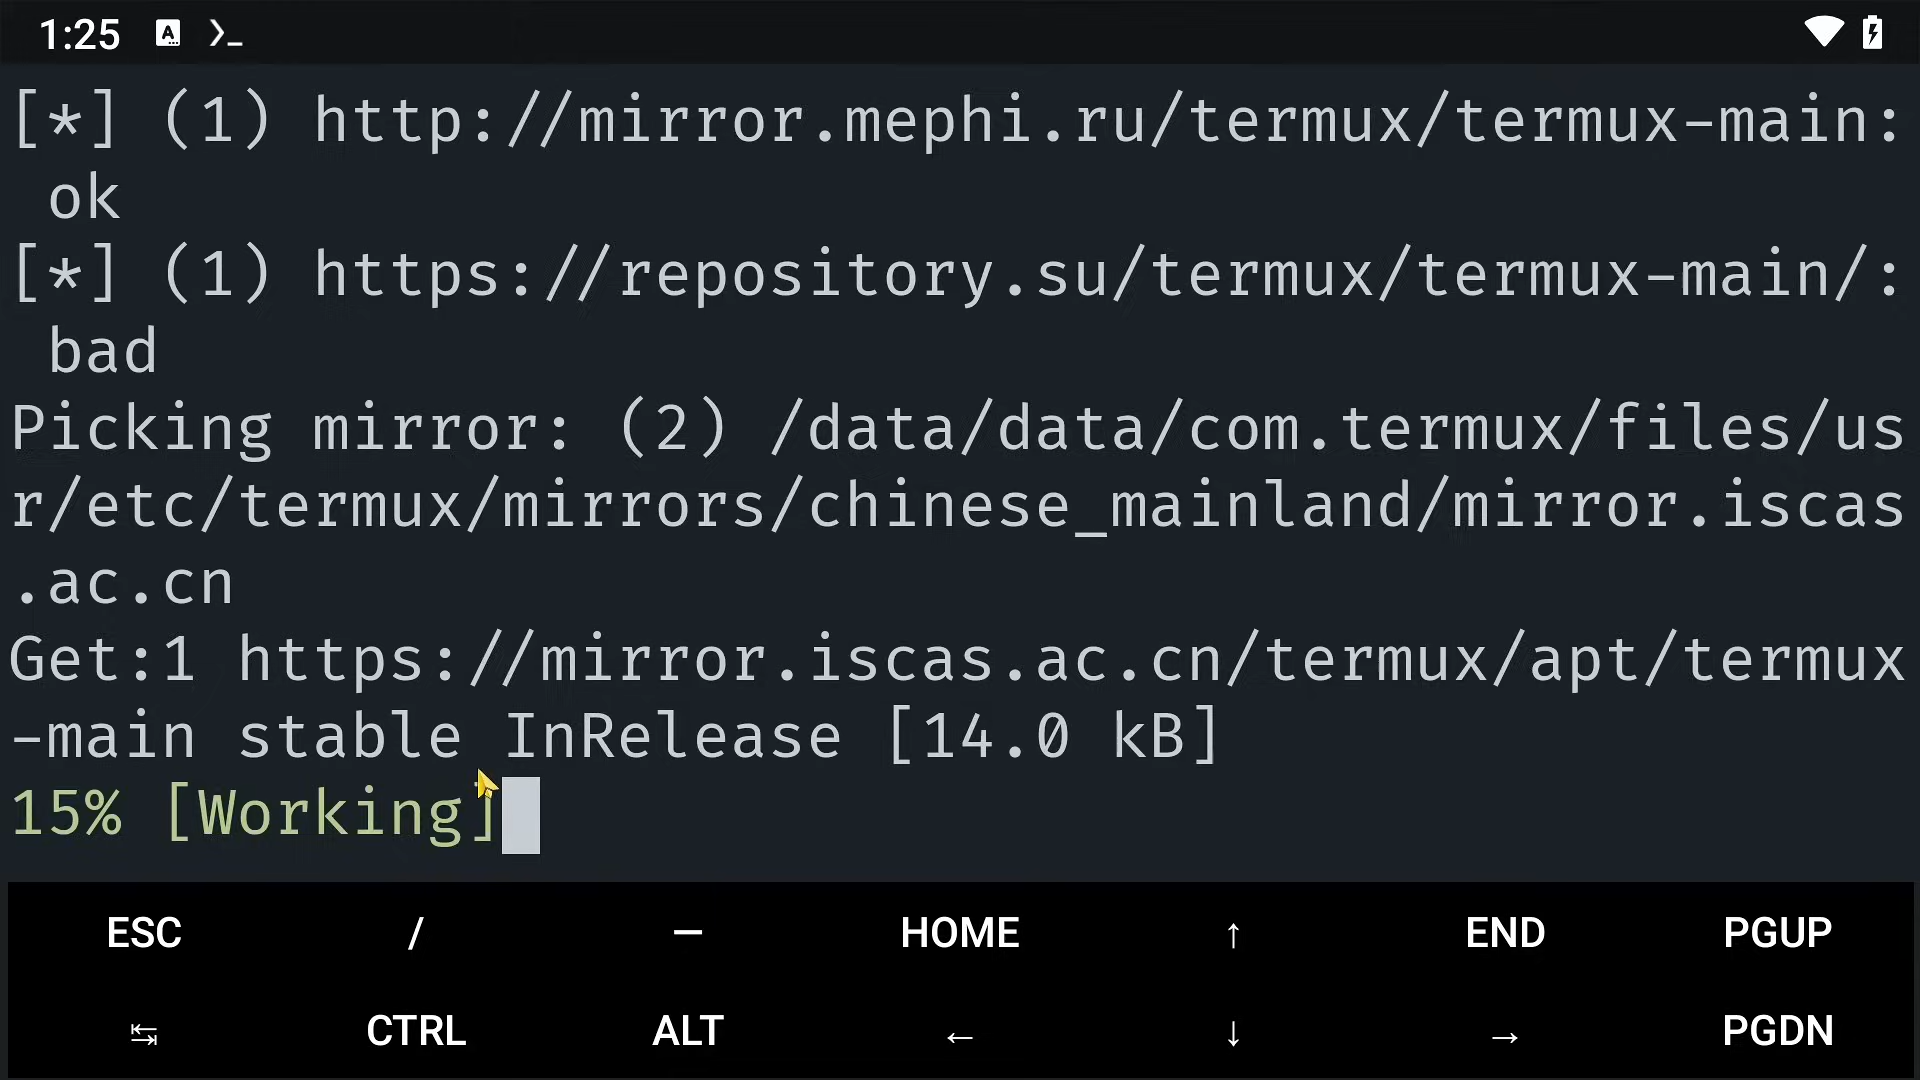 1:25
[*] (1) http://mirror.mephi.ru/termux/termux-main:
ok
[*] (1) https://repository.su/termux/termux-main/:
bad
Picking mirror: (2) /data/data/com.termux/files/us
r/etc/termux/mirrors/chinese_mainland/mirror.iscas
.ac.cn
Get:1 https://mirror.iscas.ac.cn/termux/apt/termux
-main stable InRelease [14.0 kB]
15% [Working]
ESC / — HOME ↑ END PGUP
↹ CTRL ALT ← ↓ → PGDN